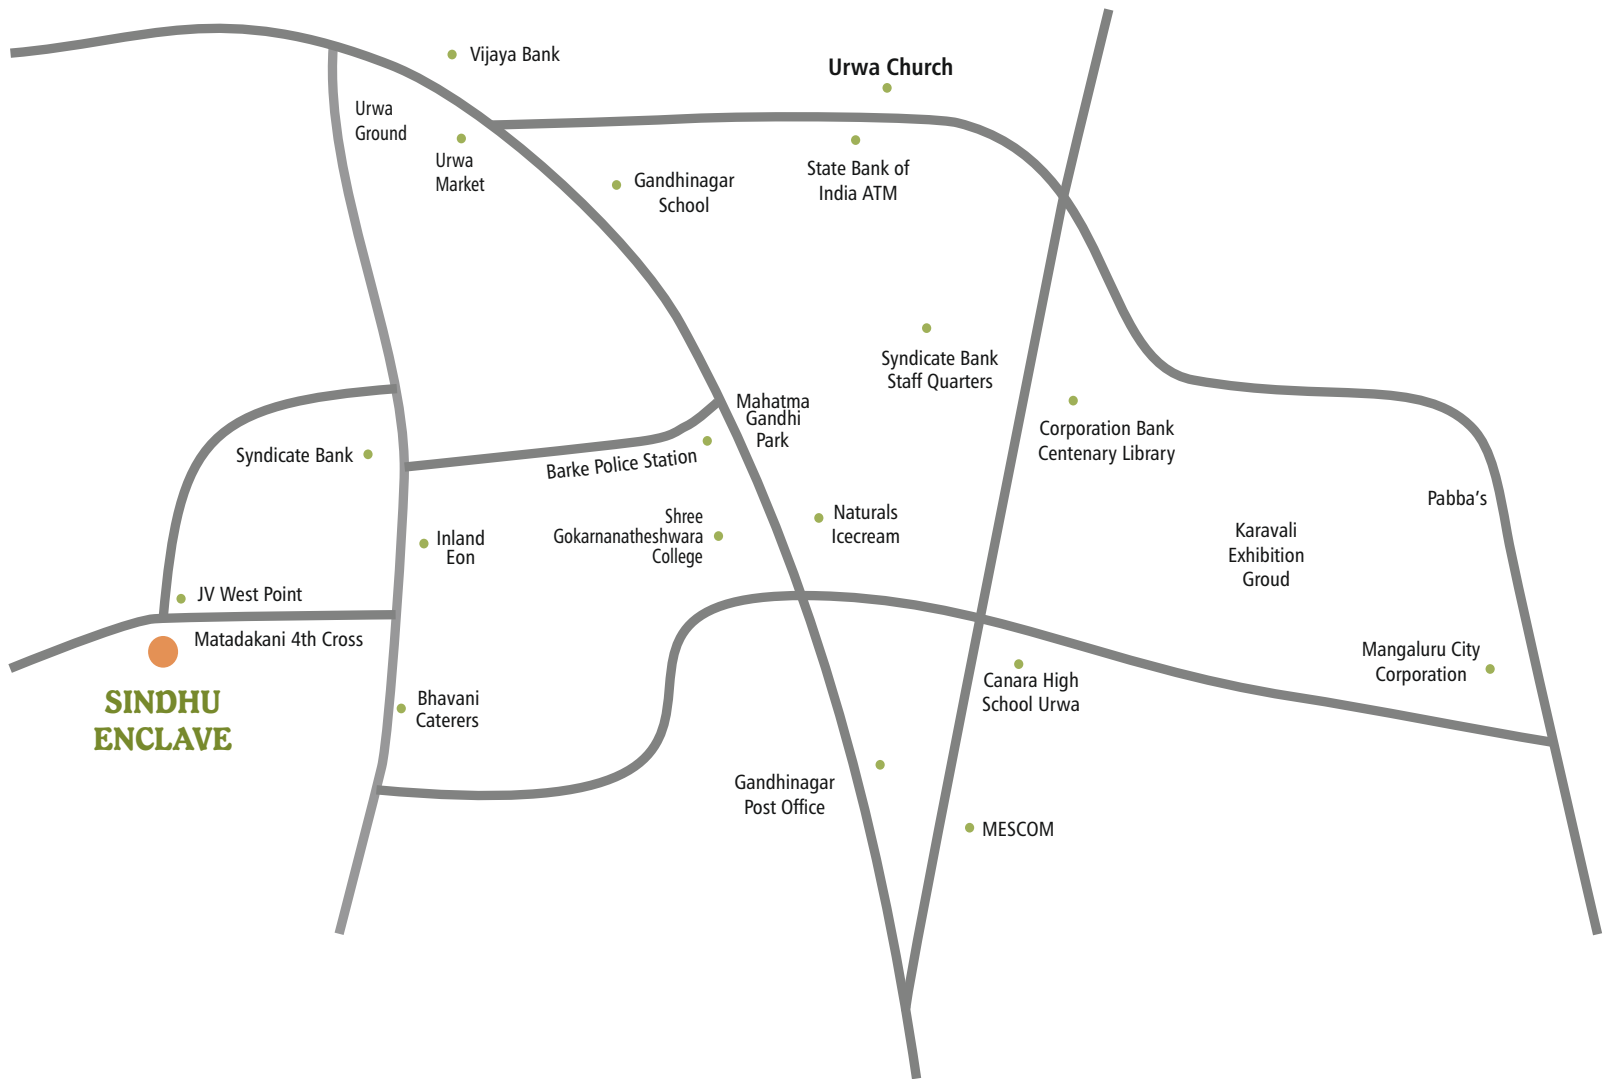 Vijaya Bank
Urwa Church
Urwa
Ground
Urwa
Market
Gandhinagar
School
State Bank of
India ATM
Syndicate Bank
Staff Quarters
Mahatma
Gandhi
Park
Corporation Bank
Centenary Library
Syndicate Bank
Barke Police Station
Pabba's
Shree
Gokarnanatheshwara
College
Naturals
Icecream
Karavali
Exhibition
Groud
Inland
Eon
JV West Point
Matadakani 4th Cross
Mangaluru City
Corporation
Canara High
School Urwa
SINDHU
ENCLAVE
Bhavani
Caterers
Gandhinagar
Post Office
MESCOM